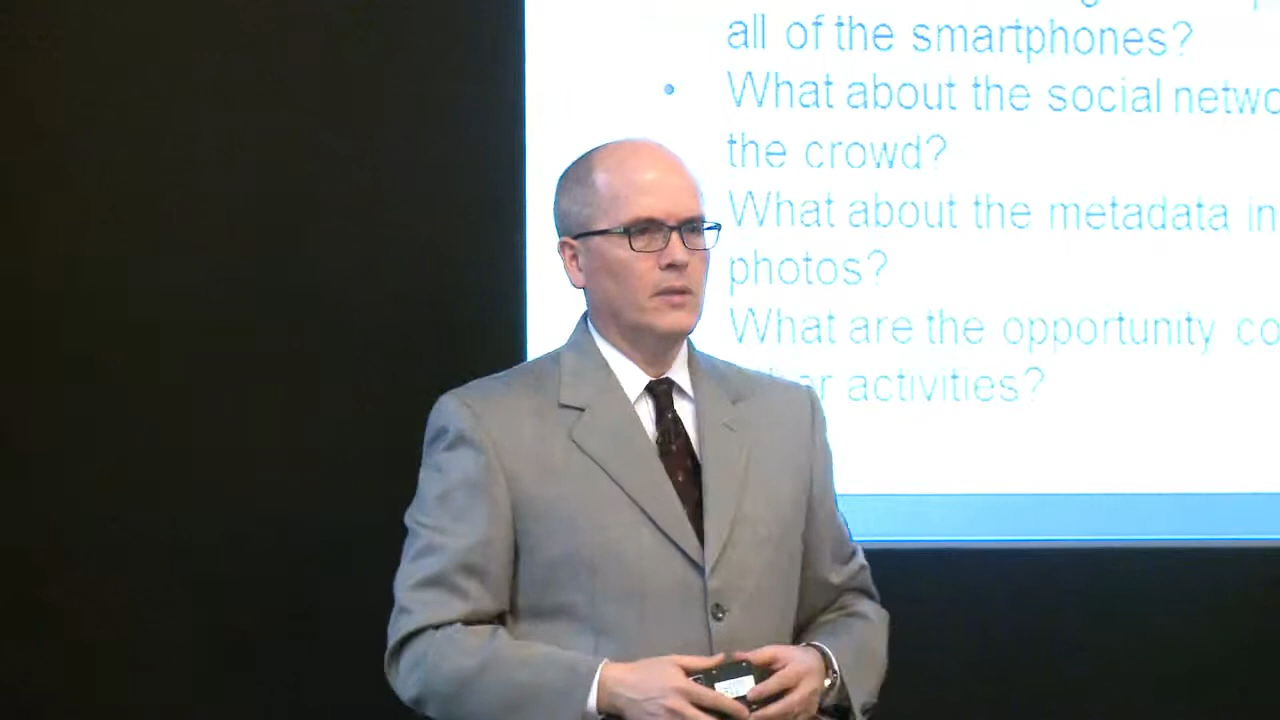 all of the smartphones?
• What about the social netwo
the crowd?
What about the metadata in
photos?
What are the opportunity co
activities?